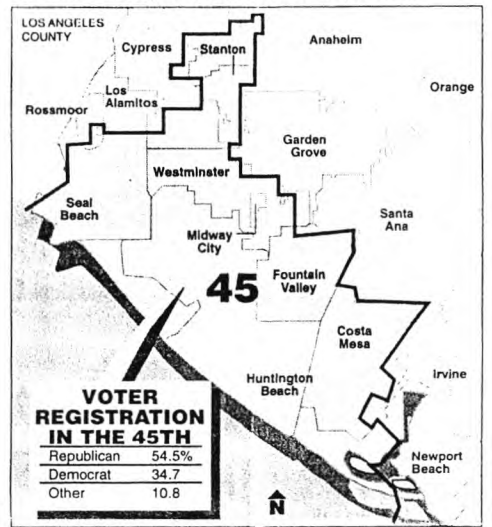 LOS ANGELES
COUNTY
Cypress
Stanton
Anaheim
Los
Alamitos
Orange
Rossmoor
Garden
Grove
Westminster
Seal
Beach
Santa
Ana
Midway
City
45
Fountain
Valley
Costa
Mesa
Irvine
Huntington
Beach
Newport
Beach
VOTER
REGISTRATION
IN THE 45TH
Republican 54.5%
Democrat 34.7
Other 10.8
N